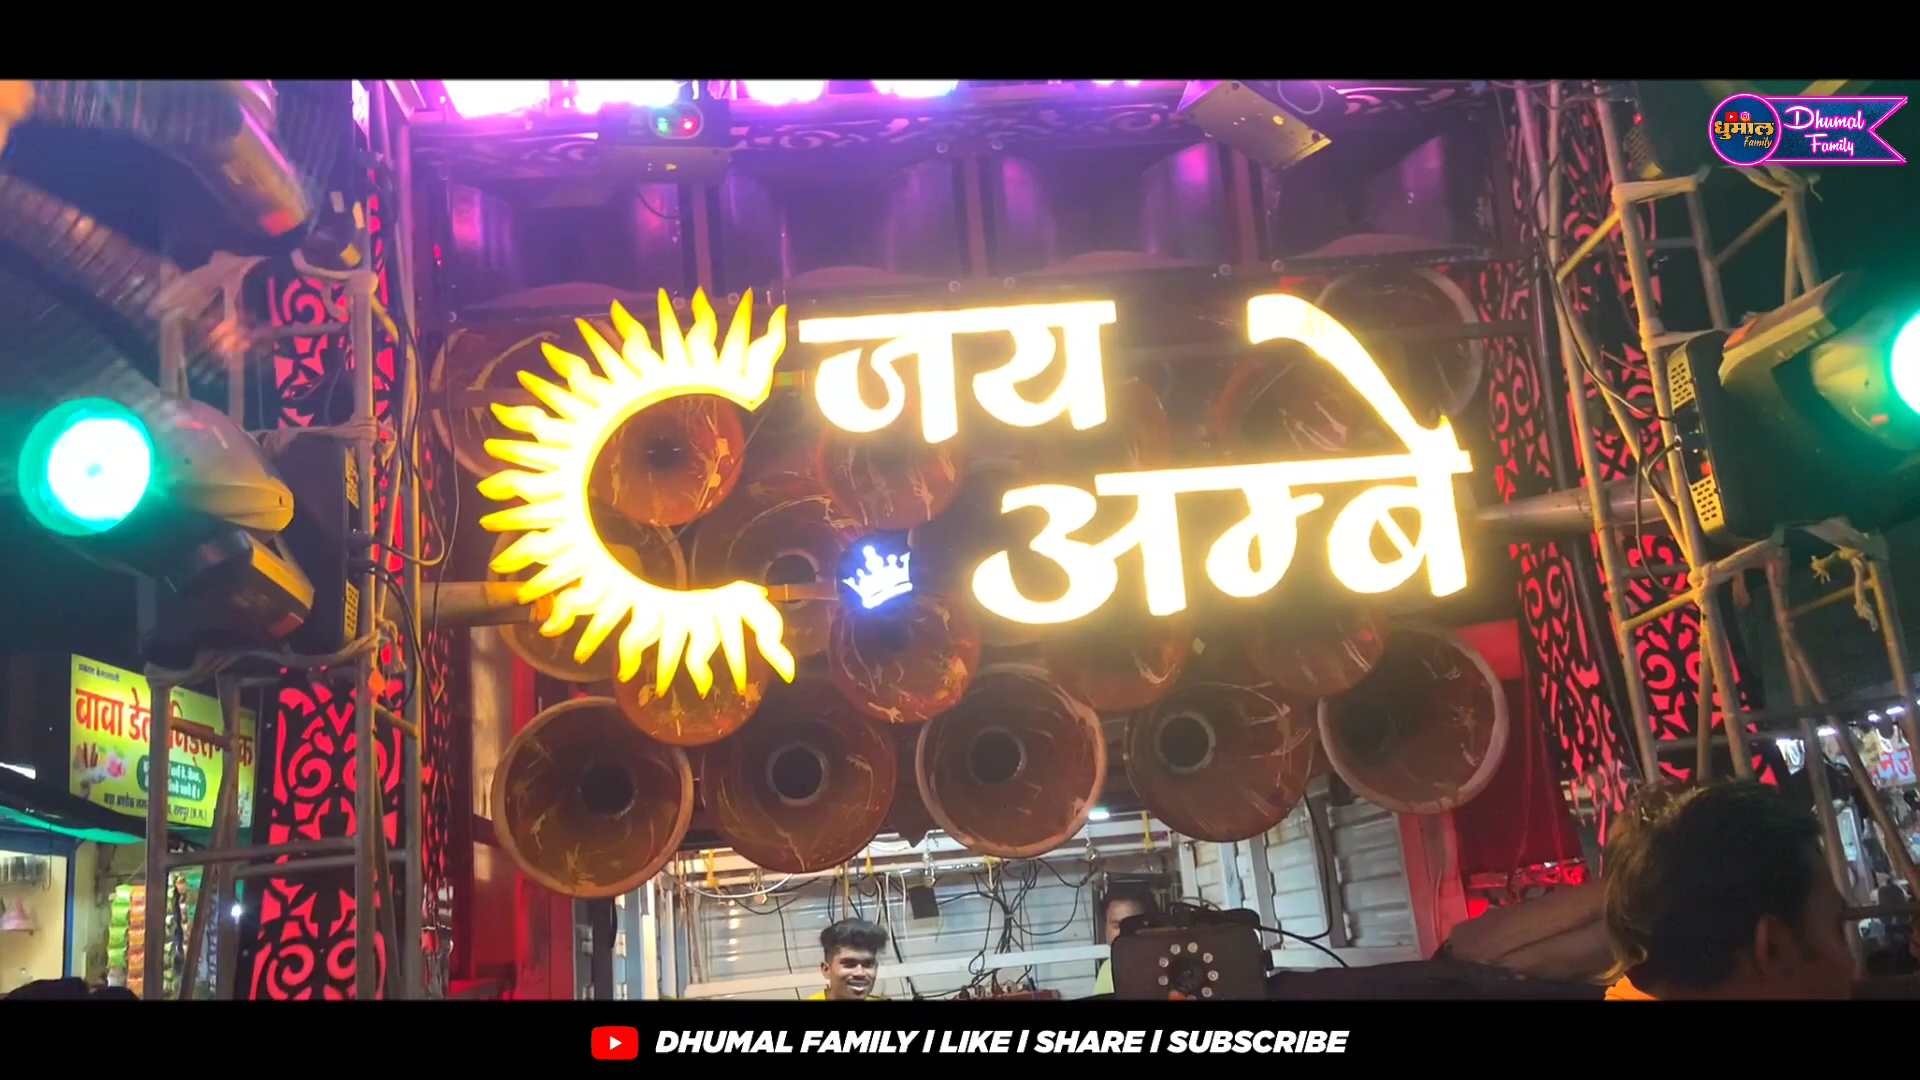 धुमाल
Family
Dhumal
Family
जय
अम्बे
बाबा डेली
DHUMAL FAMILY | LIKE | SHARE | SUBSCRIBE